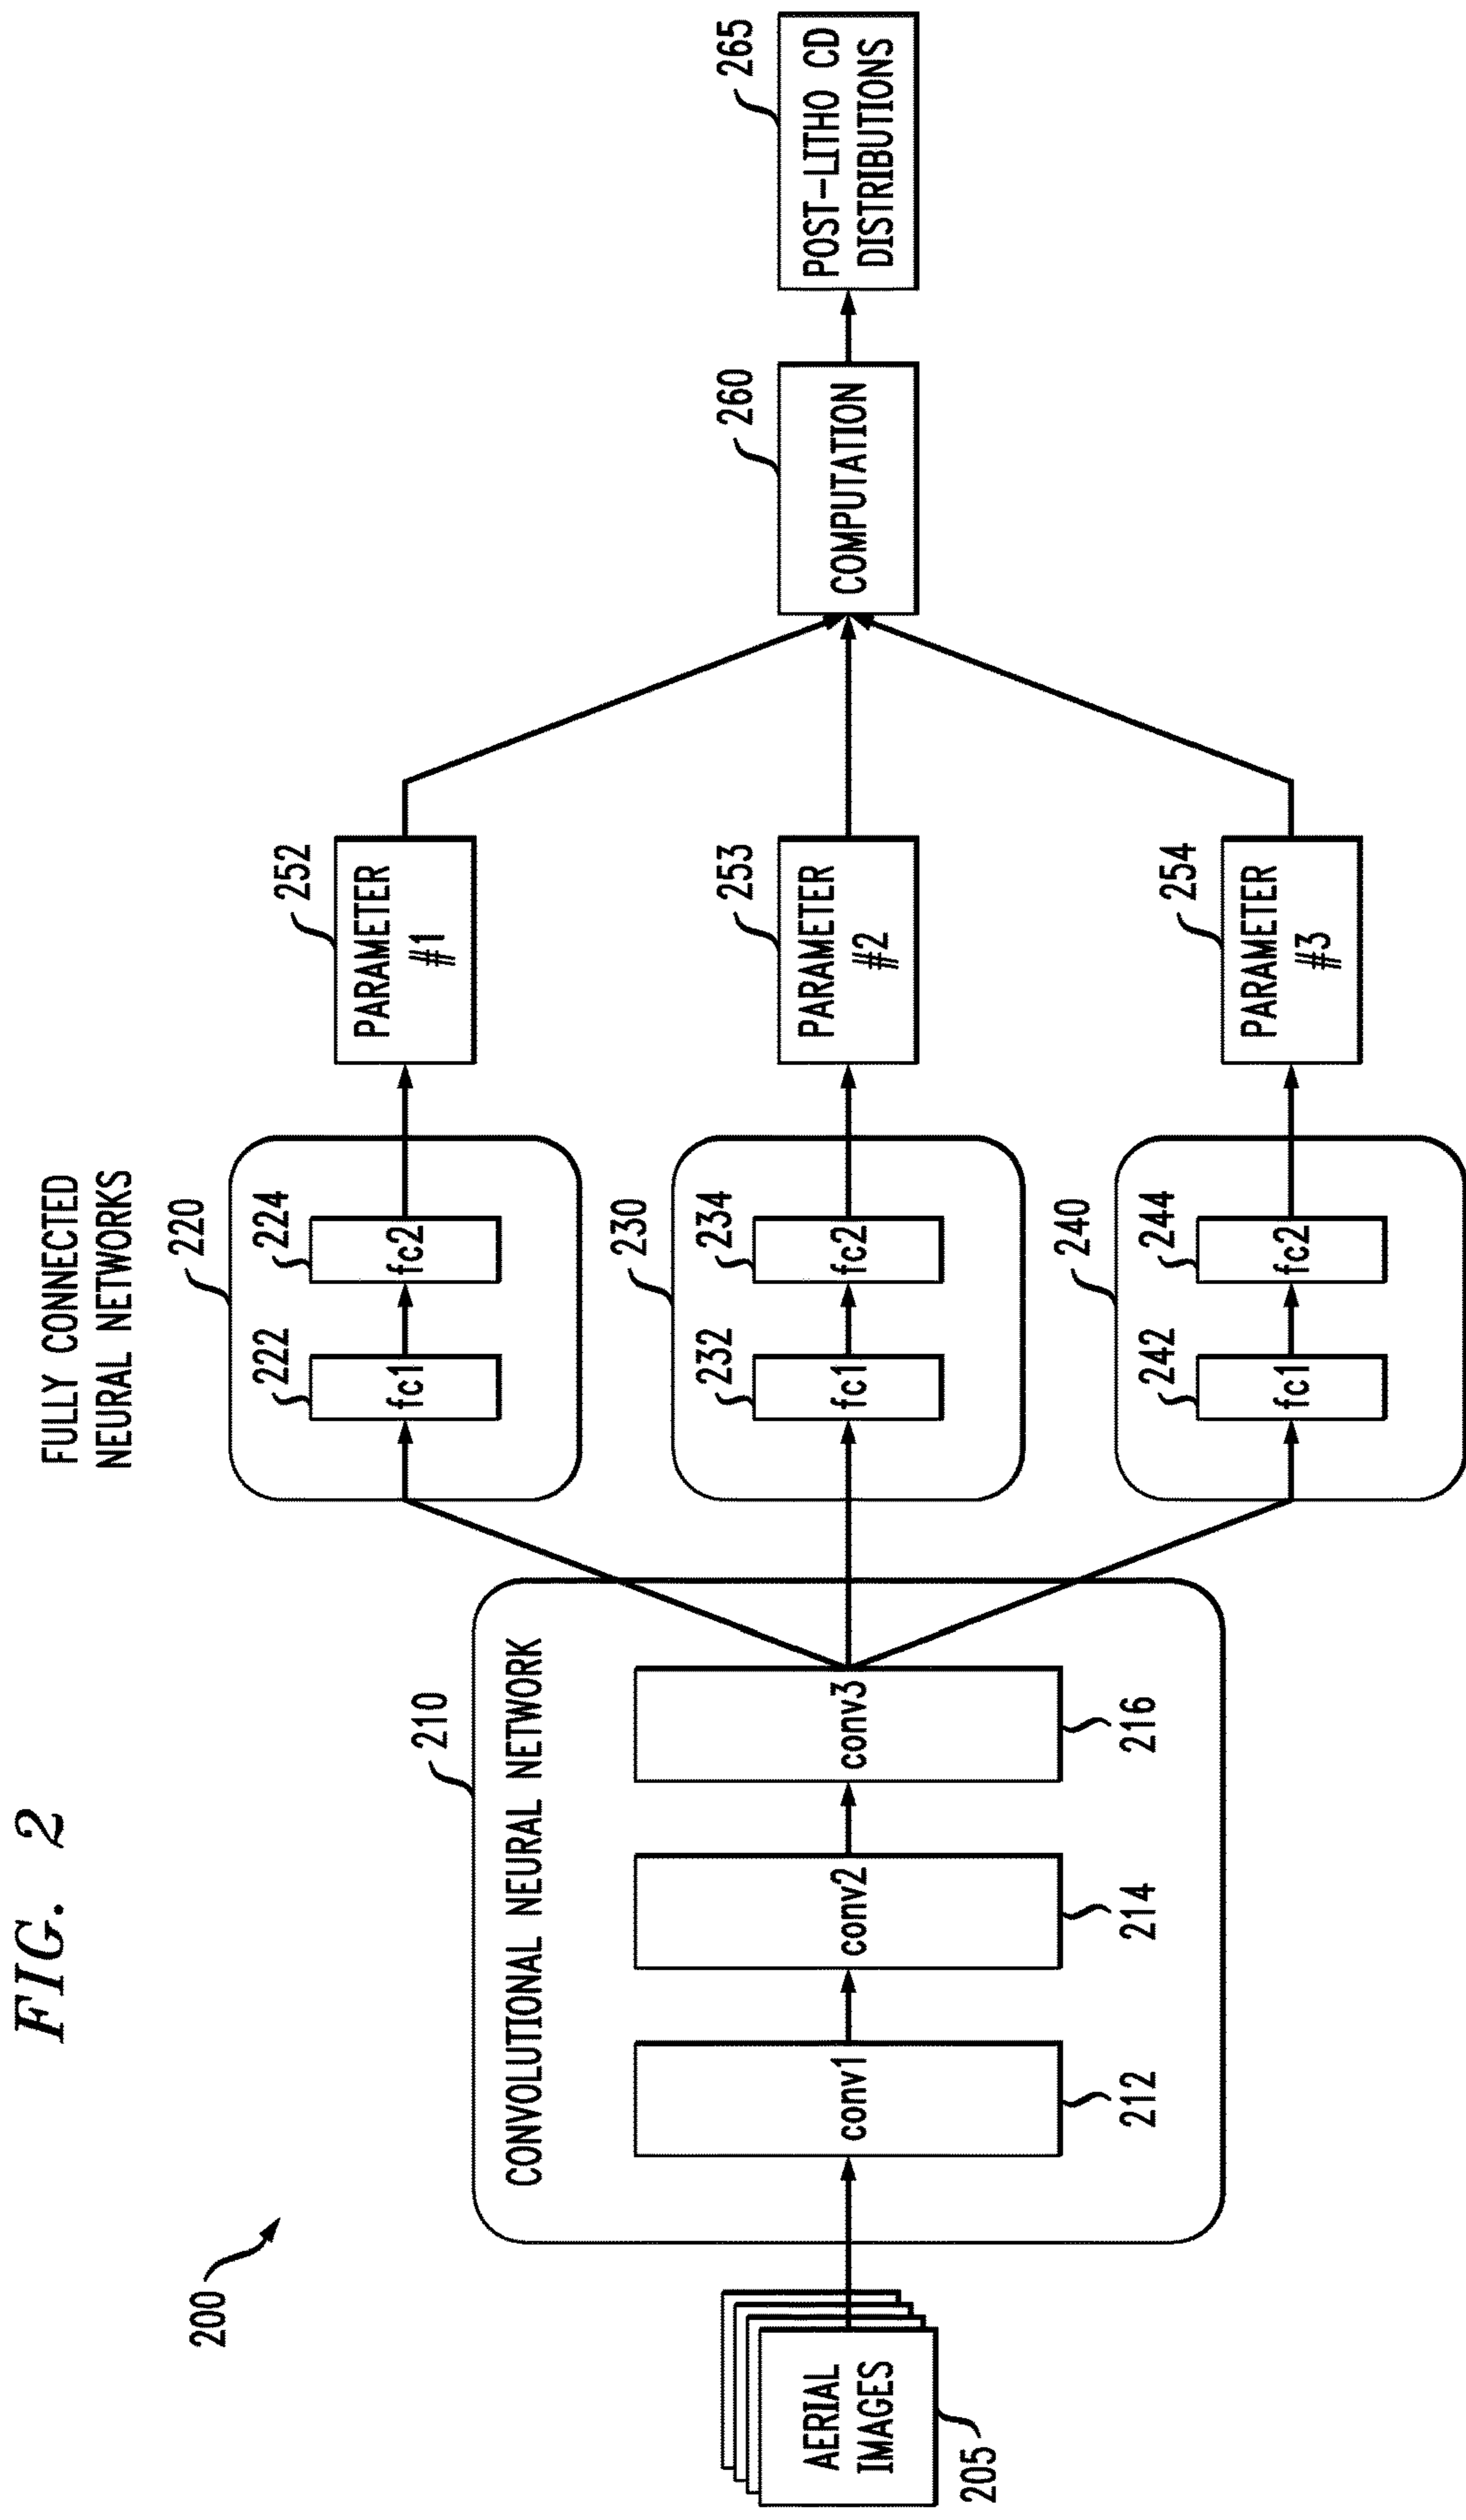 FIG. 2
200
AERIAL
IMAGES
205
210
CONVOLUTIONAL NEURAL NETWORK
conv1
212
conv2
214
conv3
216
FULLY CONNECTED
NEURAL NETWORKS
220
222
fc1
224
fc2
230
232
fc1
234
fc2
240
242
fc1
244
fc2
252
PARAMETER
#1
253
PARAMETER
#2
254
PARAMETER
#3
260
COMPUTATION
265
POST-LITHO CD
DISTRIBUTIONS